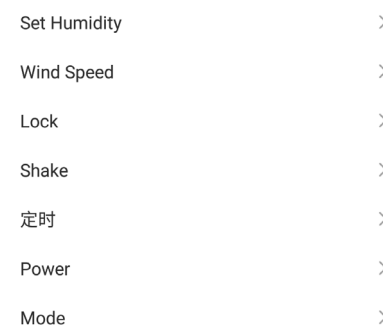 Set Humidity
Wind Speed
Lock
Shake
定时
Power
Mode